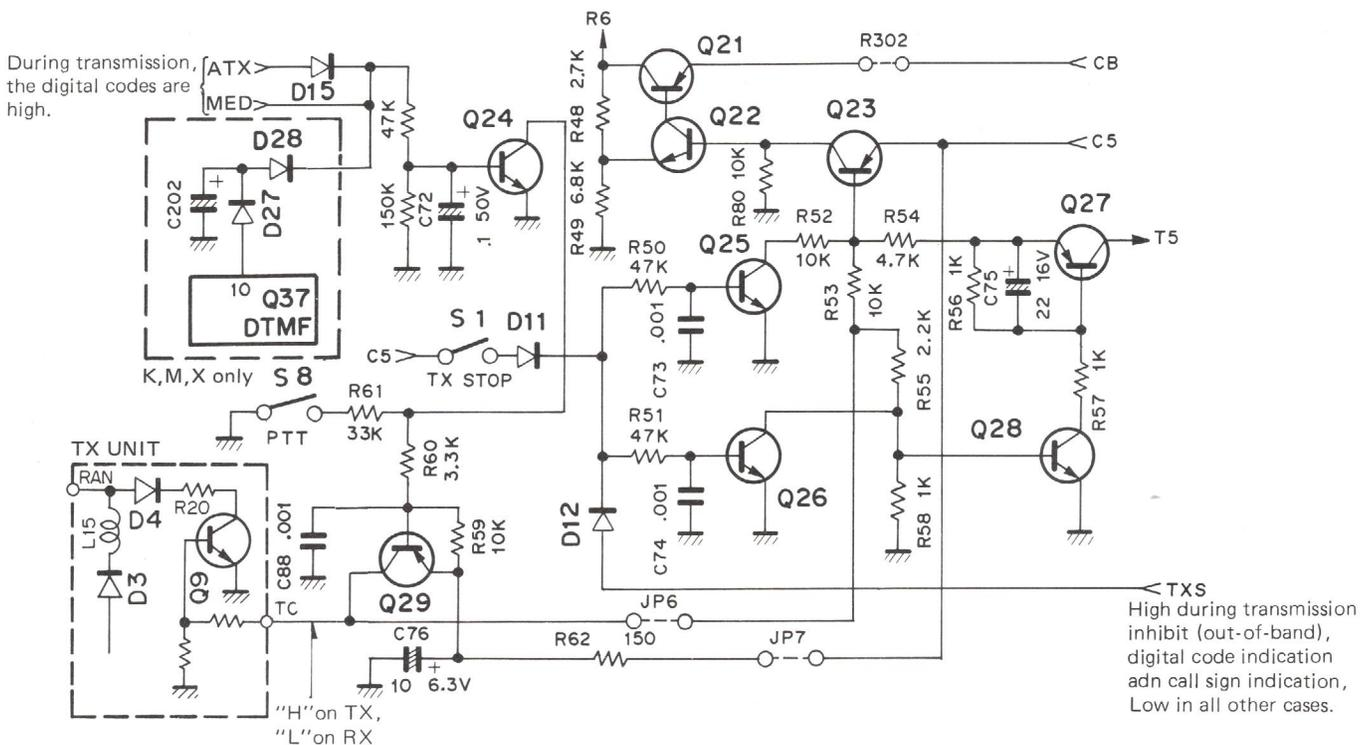 During transmission,
the digital codes are
high.
ATX
MED
D15
D28
D27
C202
+
10
Q37
DTMF
K,M,X only
47K
150K
C72
+
.1 50V
Q24
R6
2.7K
R48
6.8K
R49
Q21
R302
CB
Q22
Q23
C5
R80 10K
R52
10K
R54
4.7K
Q27
T5
R50
47K
Q25
C73 .001
R53
10K
R56 1K
C75
+
22 16V
R55 2.2K
R57 1K
C5
S 1
TX STOP
D11
S 8
PTT
R61
33K
R60
3.3K
R51
47K
Q26
C74 .001
R58 1K
Q28
D12
TXS
High during transmission
inhibit (out-of-band),
digital code indication
adn call sign indication,
Low in all other cases.
TX UNIT
RAN
L15
D4
R20
D3
Q9
TC
C88 .001
Q29
R59
10K
JP6
C76
+
10 6.3V
R62
150
JP7
"H" on TX,
"L" on RX